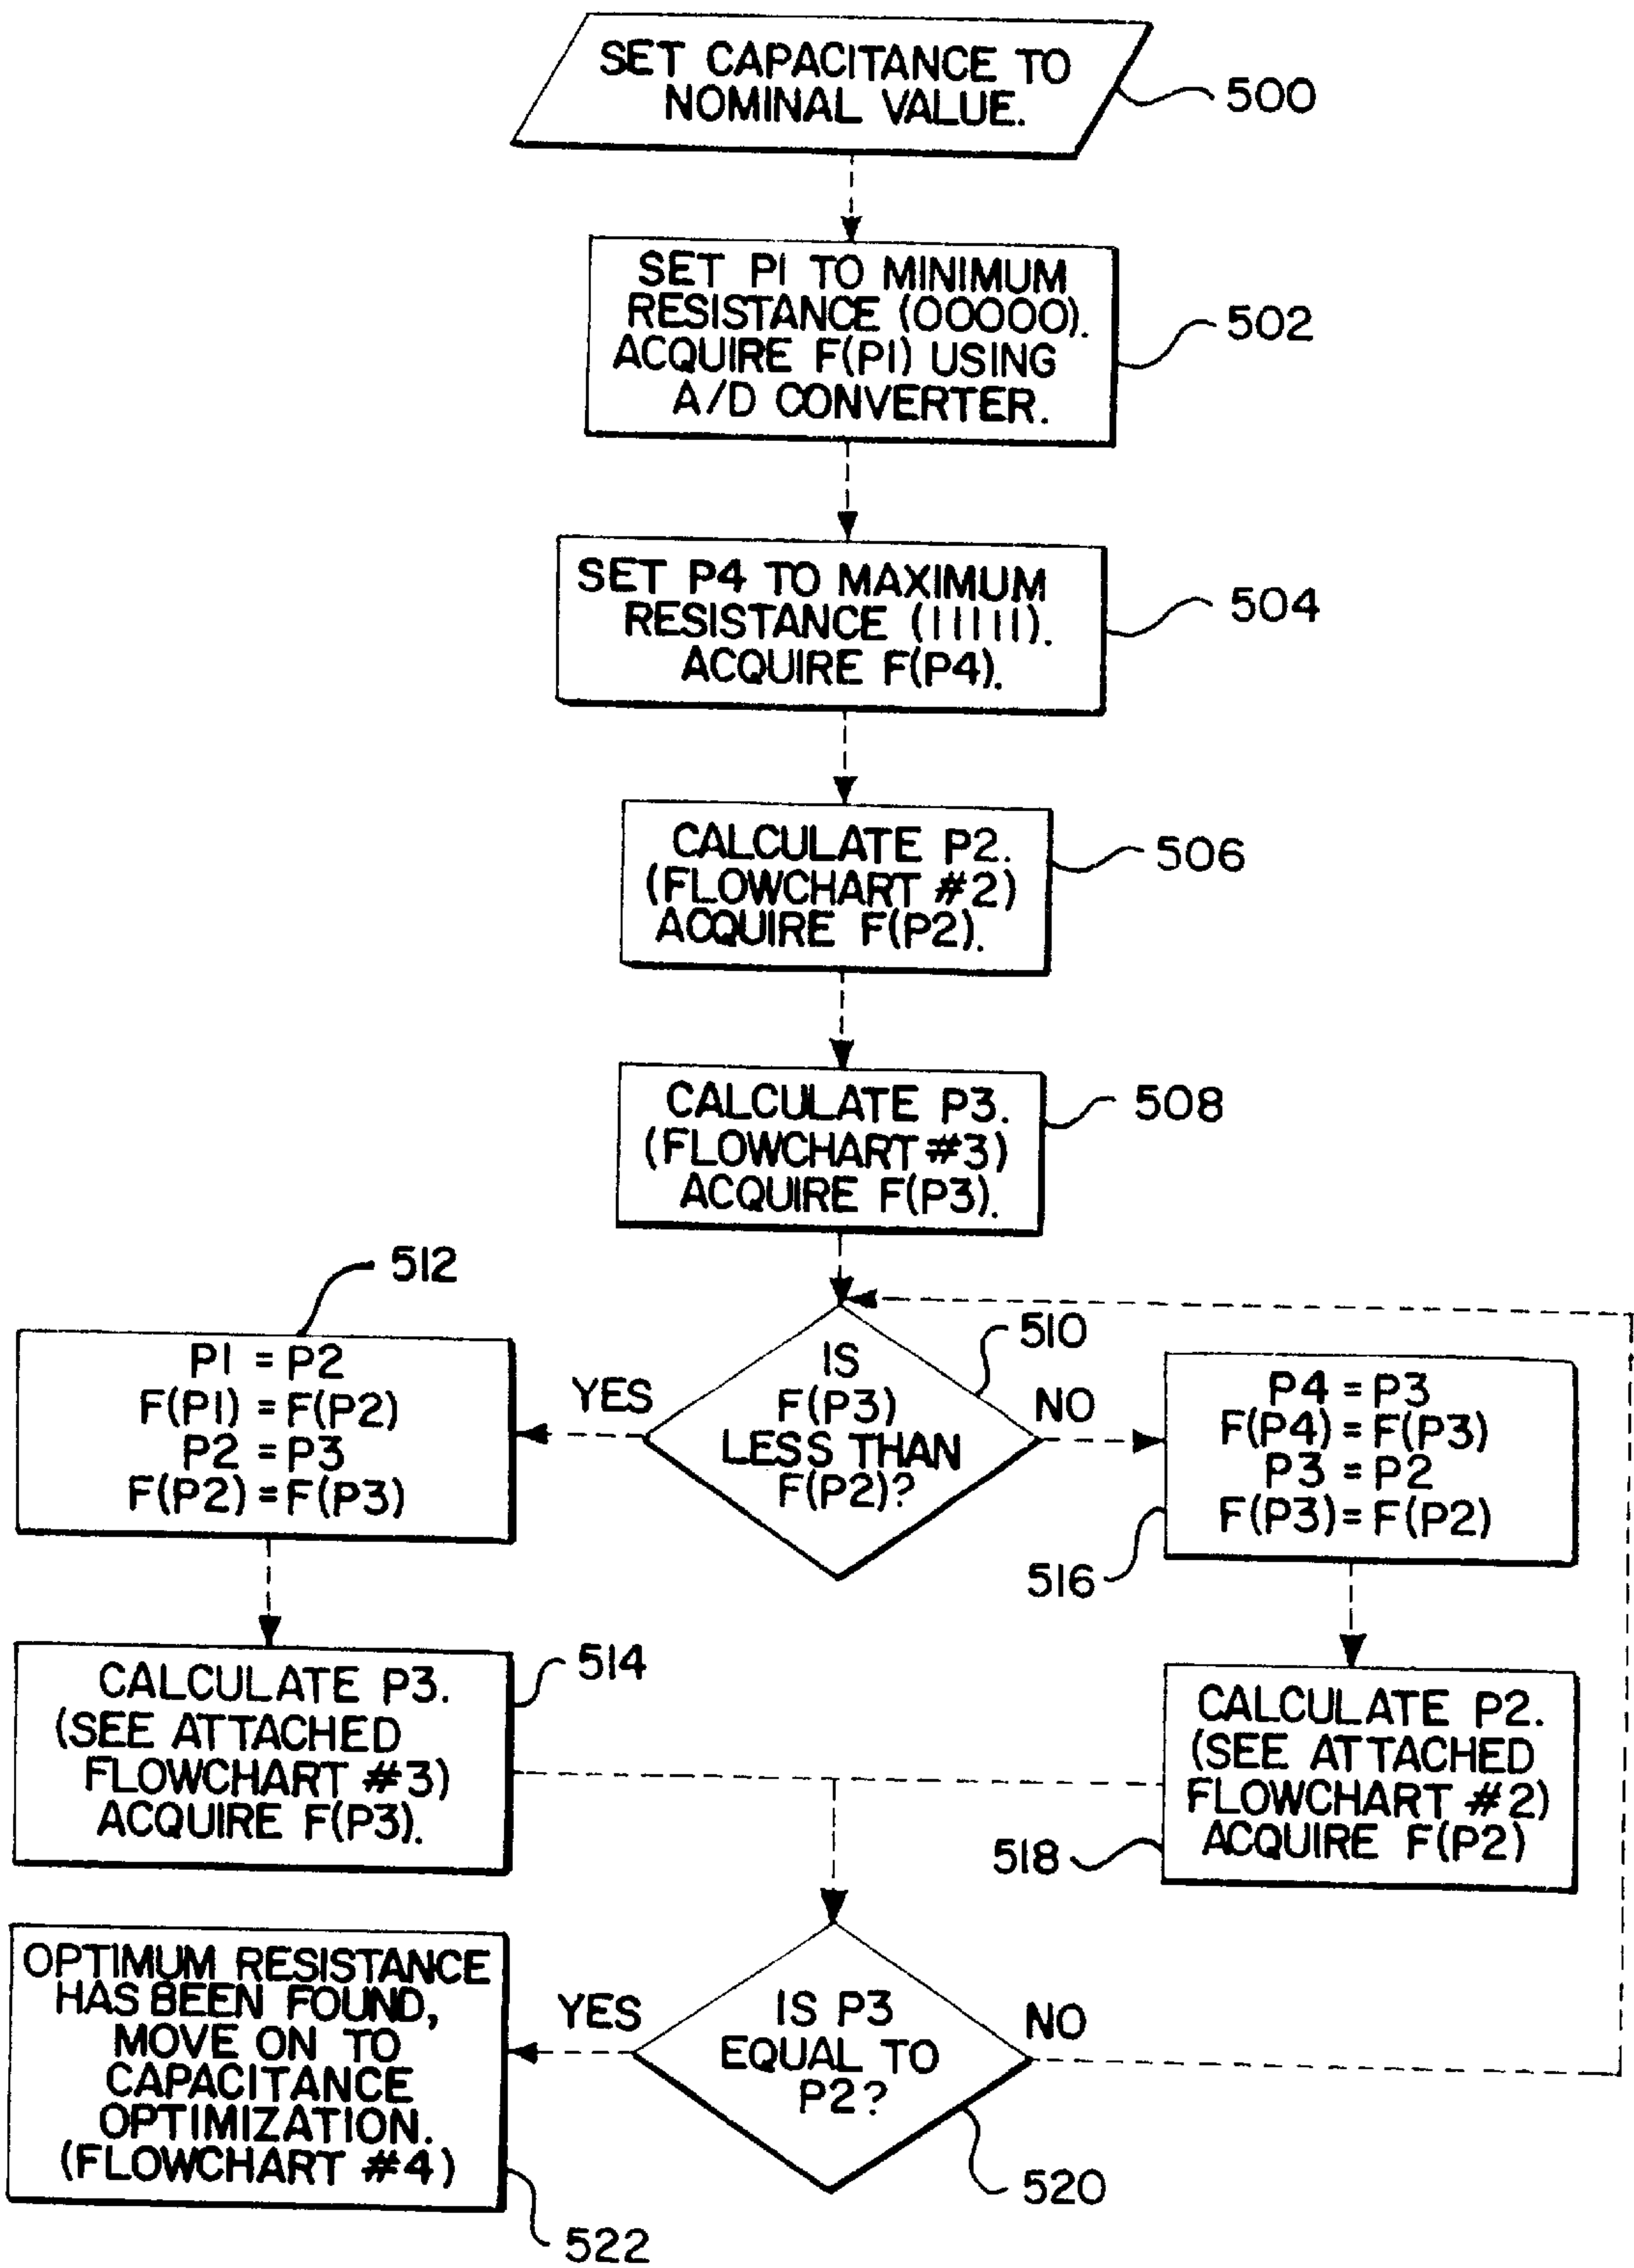 SET CAPACITANCE TO
NOMINAL VALUE.
500
SET P1 TO MINIMUM
RESISTANCE (00000).
ACQUIRE F(P1) USING
A/D CONVERTER.
502
SET P4 TO MAXIMUM
RESISTANCE (11111).
ACQUIRE F(P4).
504
CALCULATE P2.
(FLOWCHART #2)
ACQUIRE F(P2).
506
CALCULATE P3.
(FLOWCHART #3)
ACQUIRE F(P3).
508
512
P1 = P2
F(P1) = F(P2)
P2 = P3
F(P2) = F(P3)
YES
IS
F(P3)
LESS THAN
F(P2)?
510
NO
P4 = P3
F(P4) = F(P3)
P3 = P2
F(P3) = F(P2)
516
CALCULATE P3.
(SEE ATTACHED
FLOWCHART #3)
ACQUIRE F(P3).
514
CALCULATE P2.
(SEE ATTACHED
FLOWCHART #2)
ACQUIRE F(P2)
518
OPTIMUM RESISTANCE
HAS BEEN FOUND,
MOVE ON TO
CAPACITANCE
OPTIMIZATION.
(FLOWCHART #4)
522
YES
IS P3
EQUAL TO
P2?
NO
520